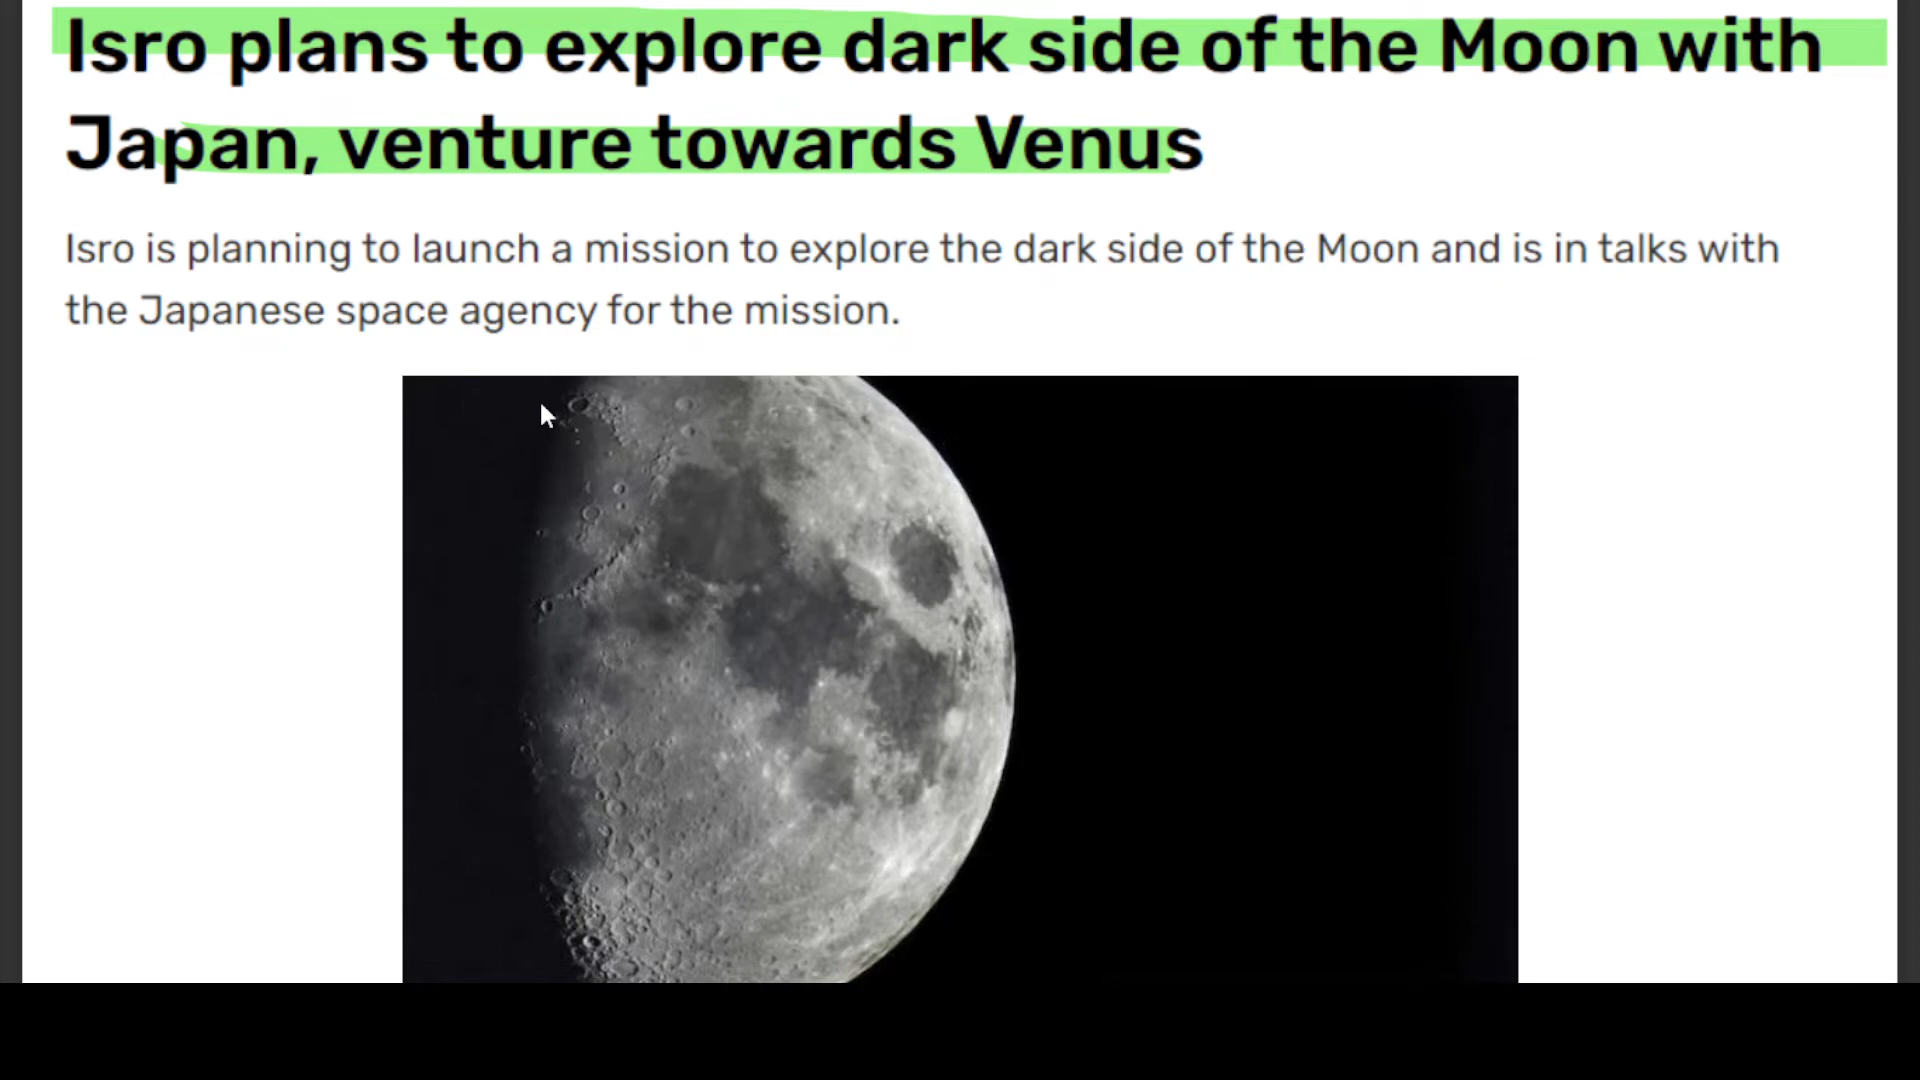 Isro plans to explore dark side of the Moon with
Japan, venture towards Venus
Isro is planning to launch a mission to explore the dark side of the Moon and is in talks with
the Japanese space agency for the mission.